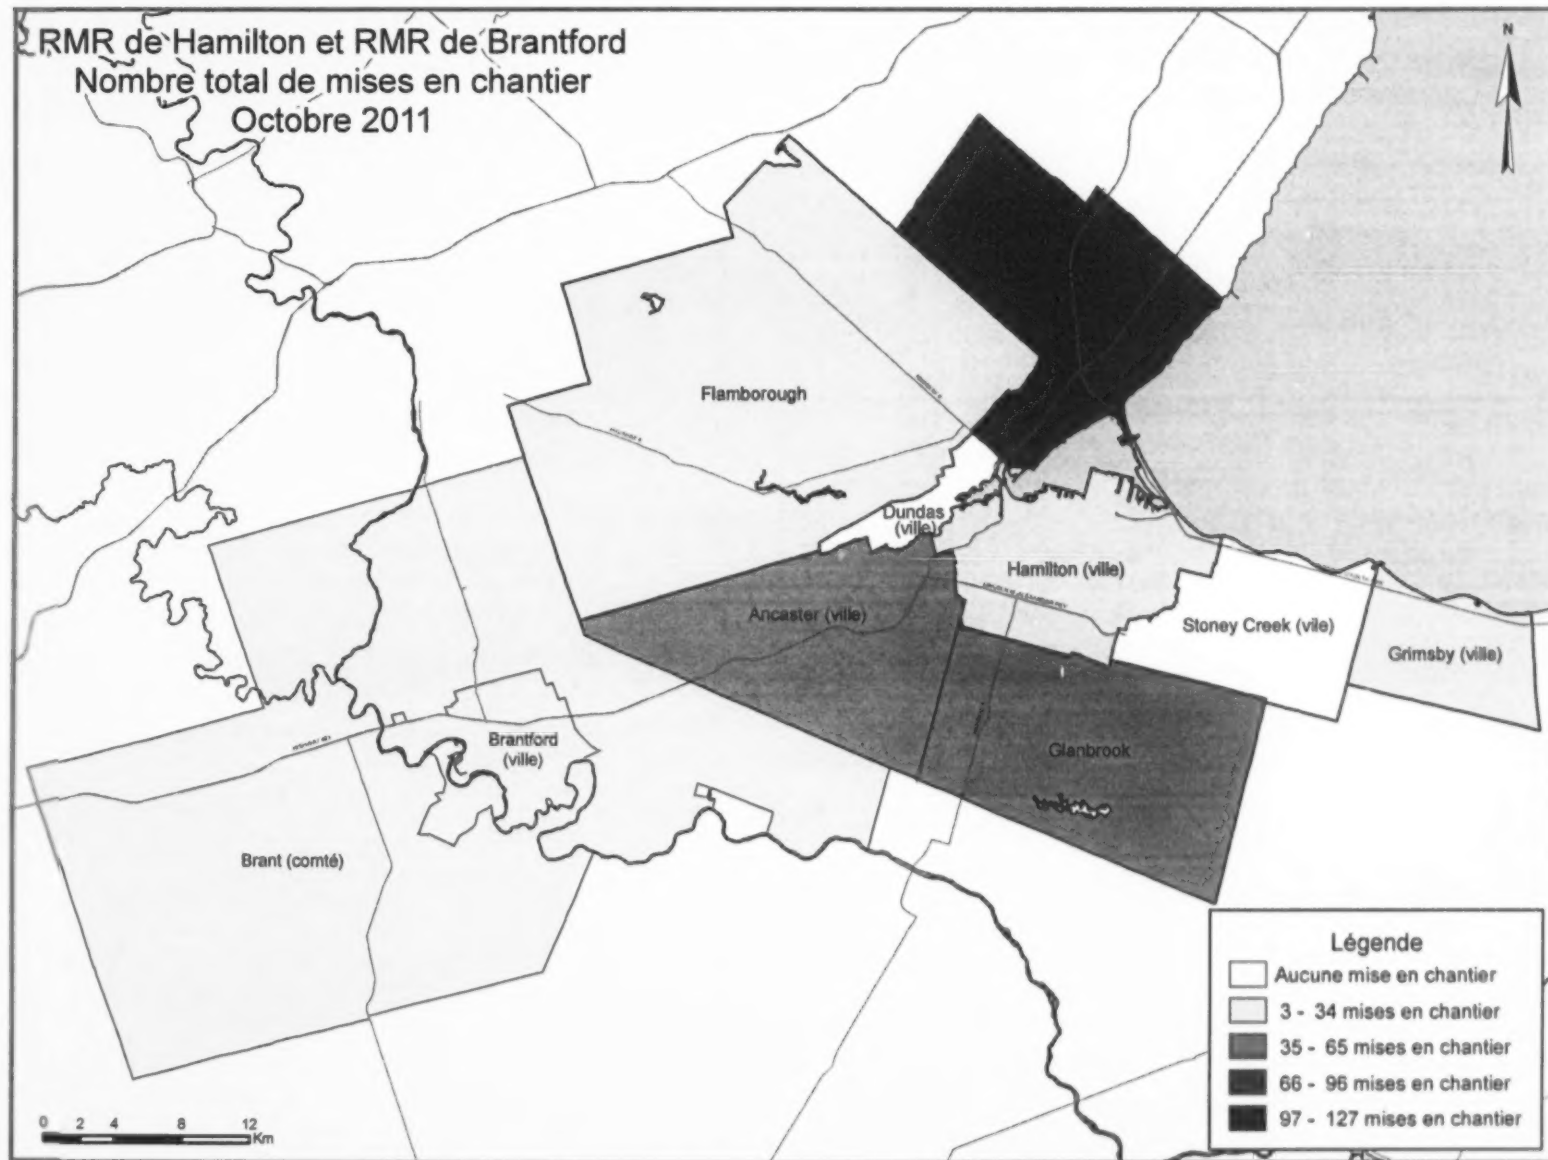 RMR de Hamilton et RMR de Brantford
Nombre total de mises en chantier
Octobre 2011
N
Flamborough
Dundas
(ville)
Hamilton (ville)
Ancaster (ville)
Stoney Creek (vile)
Grimsby (ville)
Glanbrook
Brantford
(ville)
Brant (comté)
Légende
Aucune mise en chantier
3 - 34 mises en chantier
35 - 65 mises en chantier
66 - 96 mises en chantier
97 - 127 mises en chantier
0 2 4 8 12
Km